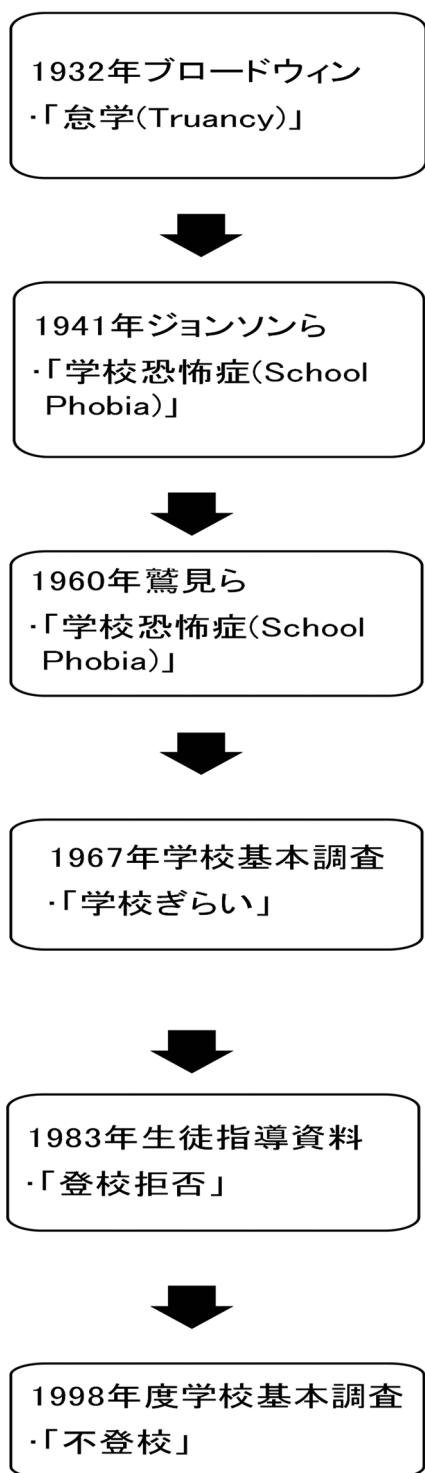 1932年ブロードウィン
・「怠学(Truancy)」
1941年ジョンソンら
・「学校恐怖症(School
Phobia)」
1960年鷲見ら
・「学校恐怖症(School
Phobia)」
1967年学校基本調査
・「学校ぎらい」
1983年生徒指導資料
・「登校拒否」
1998年度学校基本調査
・「不登校」